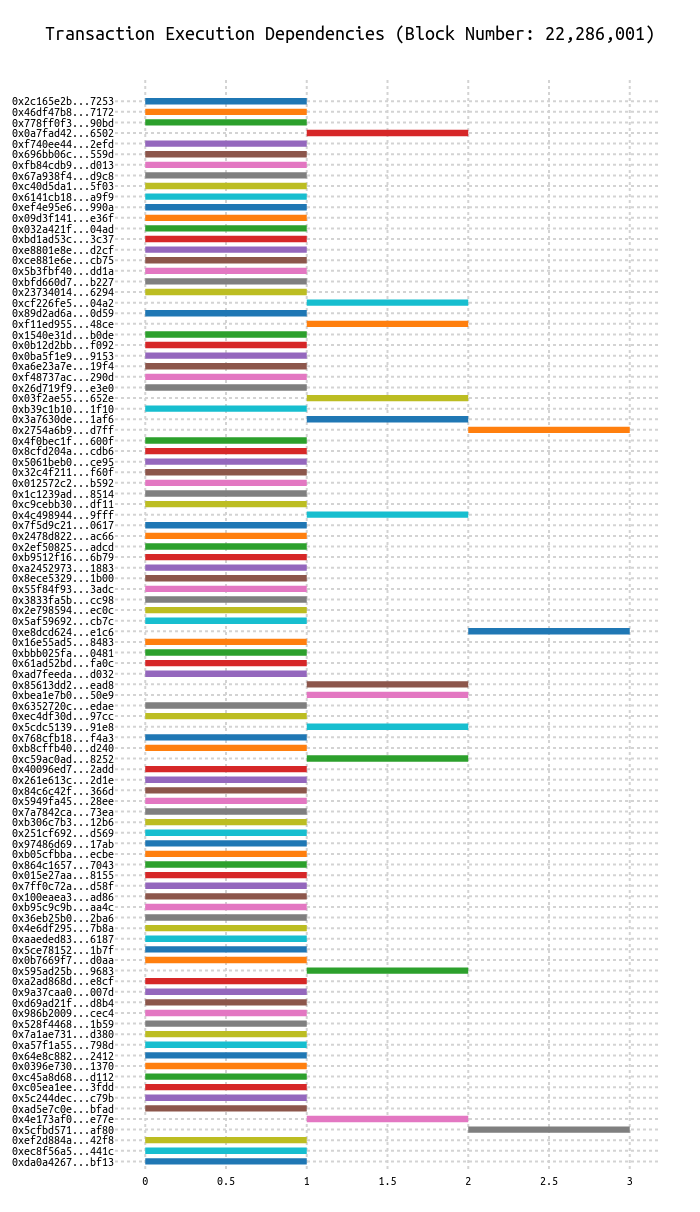 Transaction Execution Dependencies (Block Number: 22,286,001)
0x2c165e2b...7253
0x46df47b8...7172
0x778ff0f3...90bd
0x0a7fad42...6502
0xf740ee44...2efd
0x696bb06c...559d
0xfb84cdb9...d013
0x67a938f4...d9c8
0xc40d5da1...5f03
0x6141cb18...a9f9
0xef4e95e6...990a
0x09d3f141...e36f
0x032a421f...04ad
0xbd1ad53c...3c37
0xe8801e8e...d2cf
0xce881e6e...cb75
0x5b3fbf40...dd1a
0xbfd660d7...b227
0x23734014...6294
0xcf226fe5...04a2
0x89d2ad6a...0d59
0xf11ed955...48ce
0x1540e31d...b0de
0x0b12d2bb...f092
0x0ba5f1e9...9153
0xa6e23a7e...19f4
0xf48737ac...290d
0x26d719f9...e3e0
0x03f2ae55...652e
0xb39c1b10...1f10
0x3a7630de...1af6
0x2754a6b9...d7ff
0x4f0bec1f...600f
0x8cfd204a...cdb6
0x5061beb0...ce95
0x32c4f211...f60f
0x012572c2...b592
0x1c1239ad...8514
0xc9cebb30...df11
0x4c498944...9fff
0x7f5d9c21...0617
0x2478d822...ac66
0x2ef50825...adcd
0xb9512f16...6b79
0xa2452973...1883
0x8ece5329...1b00
0x55f84f93...3adc
0x3833fa5b...cc98
0x2e798594...ec0c
0x5af59692...cb7c
0xe8dcd624...e1c6
0x16e55ad5...8483
0xbbb025fa...0481
0x61ad52bd...fa0c
0xad7feeda...d032
0x85613dd2...ead8
0xbea1e7b0...50e9
0x6352720c...edae
0xec4df30d...97cc
0x5cdc5139...91e8
0x768cfb18...f4a3
0xb8cffb40...d240
0xc59ac0ad...8252
0x40096ed7...2add
0x261e613c...2d1e
0x84c6c42f...366d
0x5949fa45...28ee
0x7a7842ca...73ea
0xb306c7b3...12b6
0x251cf692...d569
0x97486d69...17ab
0xb05cfbba...ecbe
0x864c1657...7043
0x015e27aa...8155
0x7ff0c72a...d58f
0x100eaea3...ad86
0xb95c9c9b...aa4c
0x36eb25b0...2ba6
0x4e6df295...7b8a
0xaaeded83...6187
0x5ce78152...1b7f
0x0b7669f7...d0aa
0x595ad25b...9683
0xa2ad868d...e8cf
0x9a37caa0...007d
0xd69ad21f...d8b4
0x986b2009...cec4
0x528f4468...1b59
0x7a1ae731...d380
0xa57f1a55...798d
0x64e8c882...2412
0x0396e730...1370
0xc45a8d68...d112
0xc05ea1ee...3fdd
0x5c244dec...c79b
0xad5e7c0e...bfad
0x4e173af0...e77e
0x5cfbd571...af80
0xef2d884a...42f8
0xec8f56a5...441c
0xda0a4267...bf13
0 0.5 1 1.5 2 2.5 3